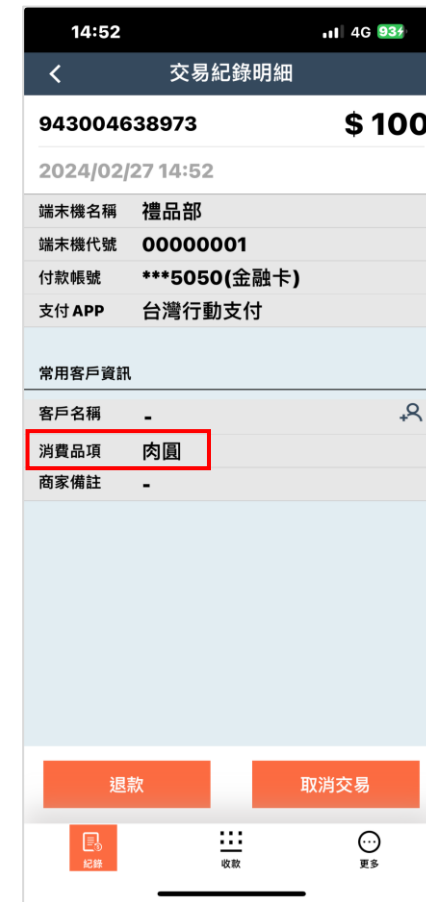 14:52 4G 93
交易紀錄明細
943004638973 $ 100
2024/02/27 14:52
端末機名稱 禮品部
端末機代號 00000001
付款帳號 ***5050(金融卡)
支付 APP 台灣行動支付
常用客戶資訊
客戶名稱 -
消費品項 肉圓
商家備註 -
退款 取消交易
紀錄 收款 更多